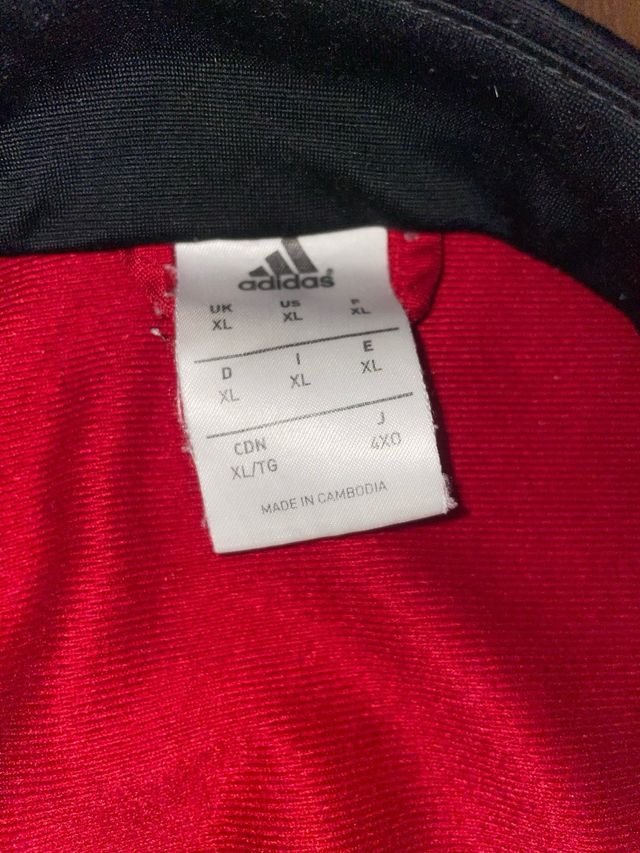 adidas
UK US F
XL XL XL
D I E
XL XL XL
CDN J
XL/TG 4XO
MADE IN CAMBODIA